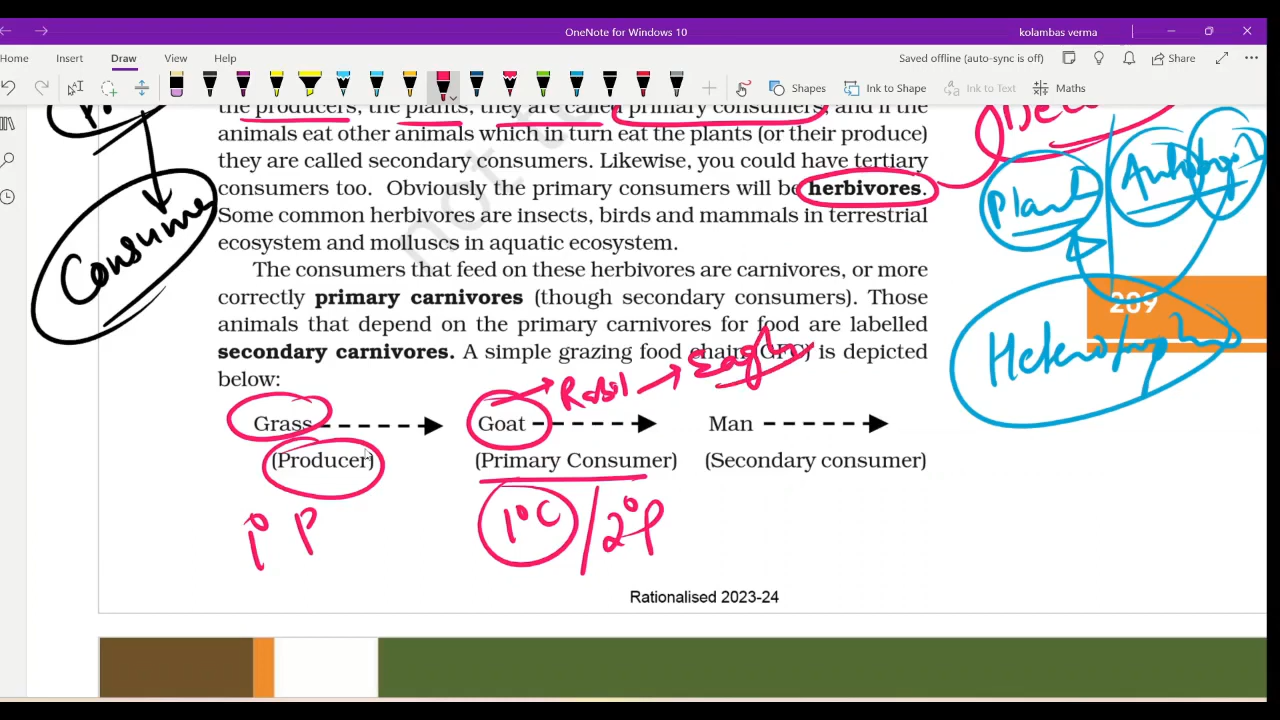 OneNote for Windows 10
kolambas verma
Home Insert Draw View Help
Saved offline (auto-sync is off) Share
Shapes Ink to Shape Ink to Text Maths
the producers, the plants, they are called primary consumers, and if the
animals eat other animals which in turn eat the plants (or their produce)
they are called secondary consumers. Likewise, you could have tertiary
consumers too. Obviously the primary consumers will be herbivores.
Some common herbivores are insects, birds and mammals in terrestrial
ecosystem and molluscs in aquatic ecosystem.
The consumers that feed on these herbivores are carnivores, or more
correctly primary carnivores (though secondary consumers). Those
animals that depend on the primary carnivores for food are labelled
secondary carnivores. A simple grazing food chain (GFC) is depicted
below:
Grass Goat Man
(Producer) (Primary Consumer) (Secondary consumer)
1° P 1°C / 2°P
Plant
209
Rationalised 2023-24
not to